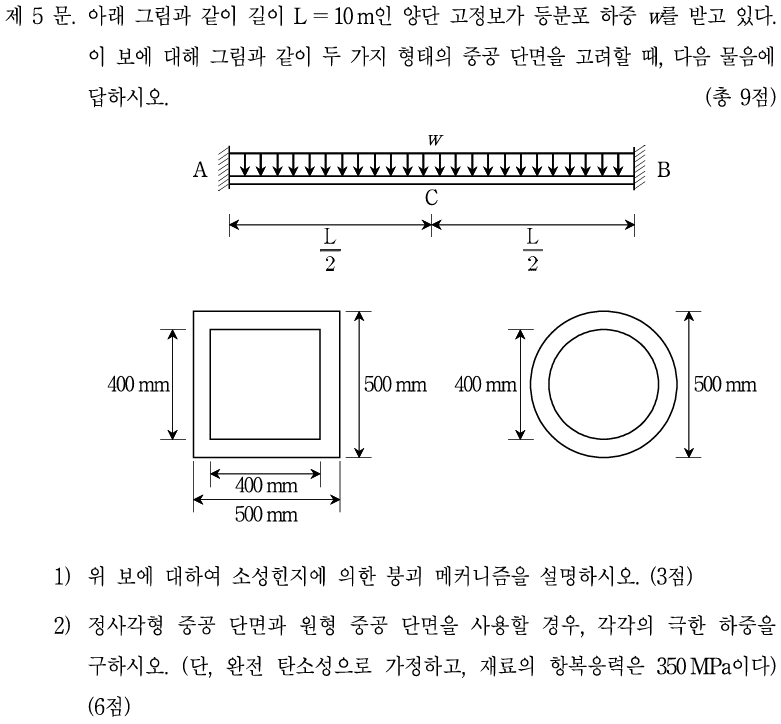 제 5 문. 아래 그림과 같이 길이 L = 10 m인 양단 고정보가 등분포 하중 w를 받고 있다.
이 보에 대해 그림과 같이 두 가지 형태의 중공 단면을 고려할 때, 다음 물음에
답하시오. (총 9점)
w
A
B
C
L
2
L
2
400 mm
500 mm
400 mm
500 mm
400 mm
500 mm
1) 위 보에 대하여 소성힌지에 의한 붕괴 메커니즘을 설명하시오. (3점)
2) 정사각형 중공 단면과 원형 중공 단면을 사용할 경우, 각각의 극한 하중을
구하시오. (단, 완전 탄소성으로 가정하고, 재료의 항복응력은 350 MPa이다)
(6점)